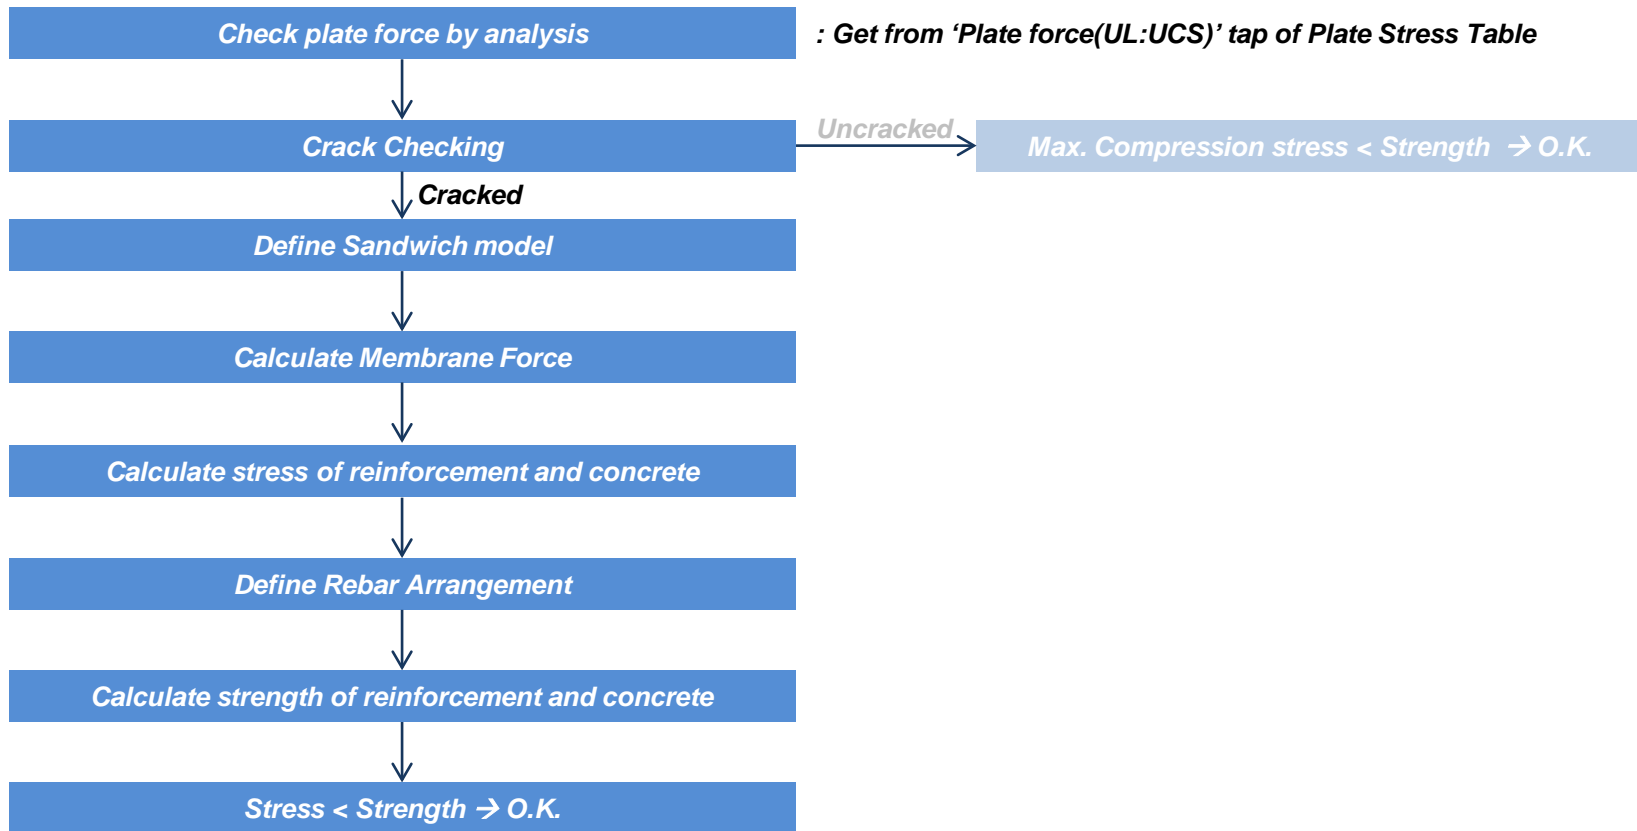 Check plate force by analysis
: Get from ‘Plate force(UL:UCS)’ tap of Plate Stress Table
Crack Checking
Uncracked
Max. Compression stress < Strength → O.K.
Cracked
Define Sandwich model
Calculate Membrane Force
Calculate stress of reinforcement and concrete
Define Rebar Arrangement
Calculate strength of reinforcement and concrete
Stress < Strength → O.K.